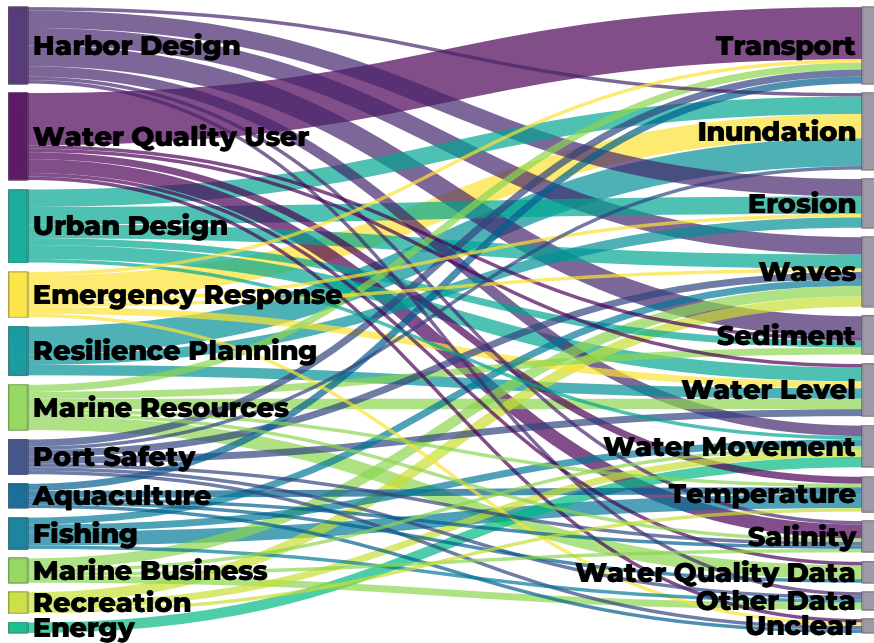 Harbor Design
Water Quality User
Urban Design
Emergency Response
Resilience Planning
Marine Resources
Port Safety
Aquaculture
Fishing
Marine Business
Recreation
Energy
Transport
Inundation
Erosion
Waves
Sediment
Water Level
Water Movement
Temperature
Salinity
Water Quality Data
Other Data
Unclear